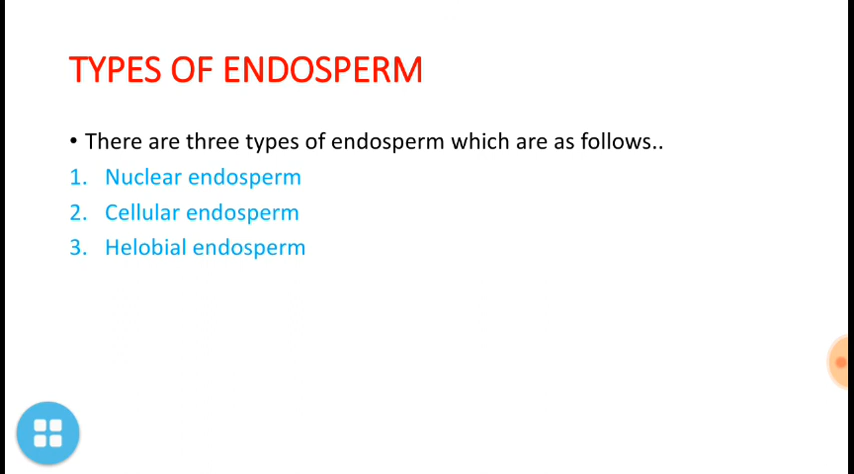 TYPES OF ENDOSPERM
• There are three types of endosperm which are as follows..
1. Nuclear endosperm
2. Cellular endosperm
3. Helobial endosperm